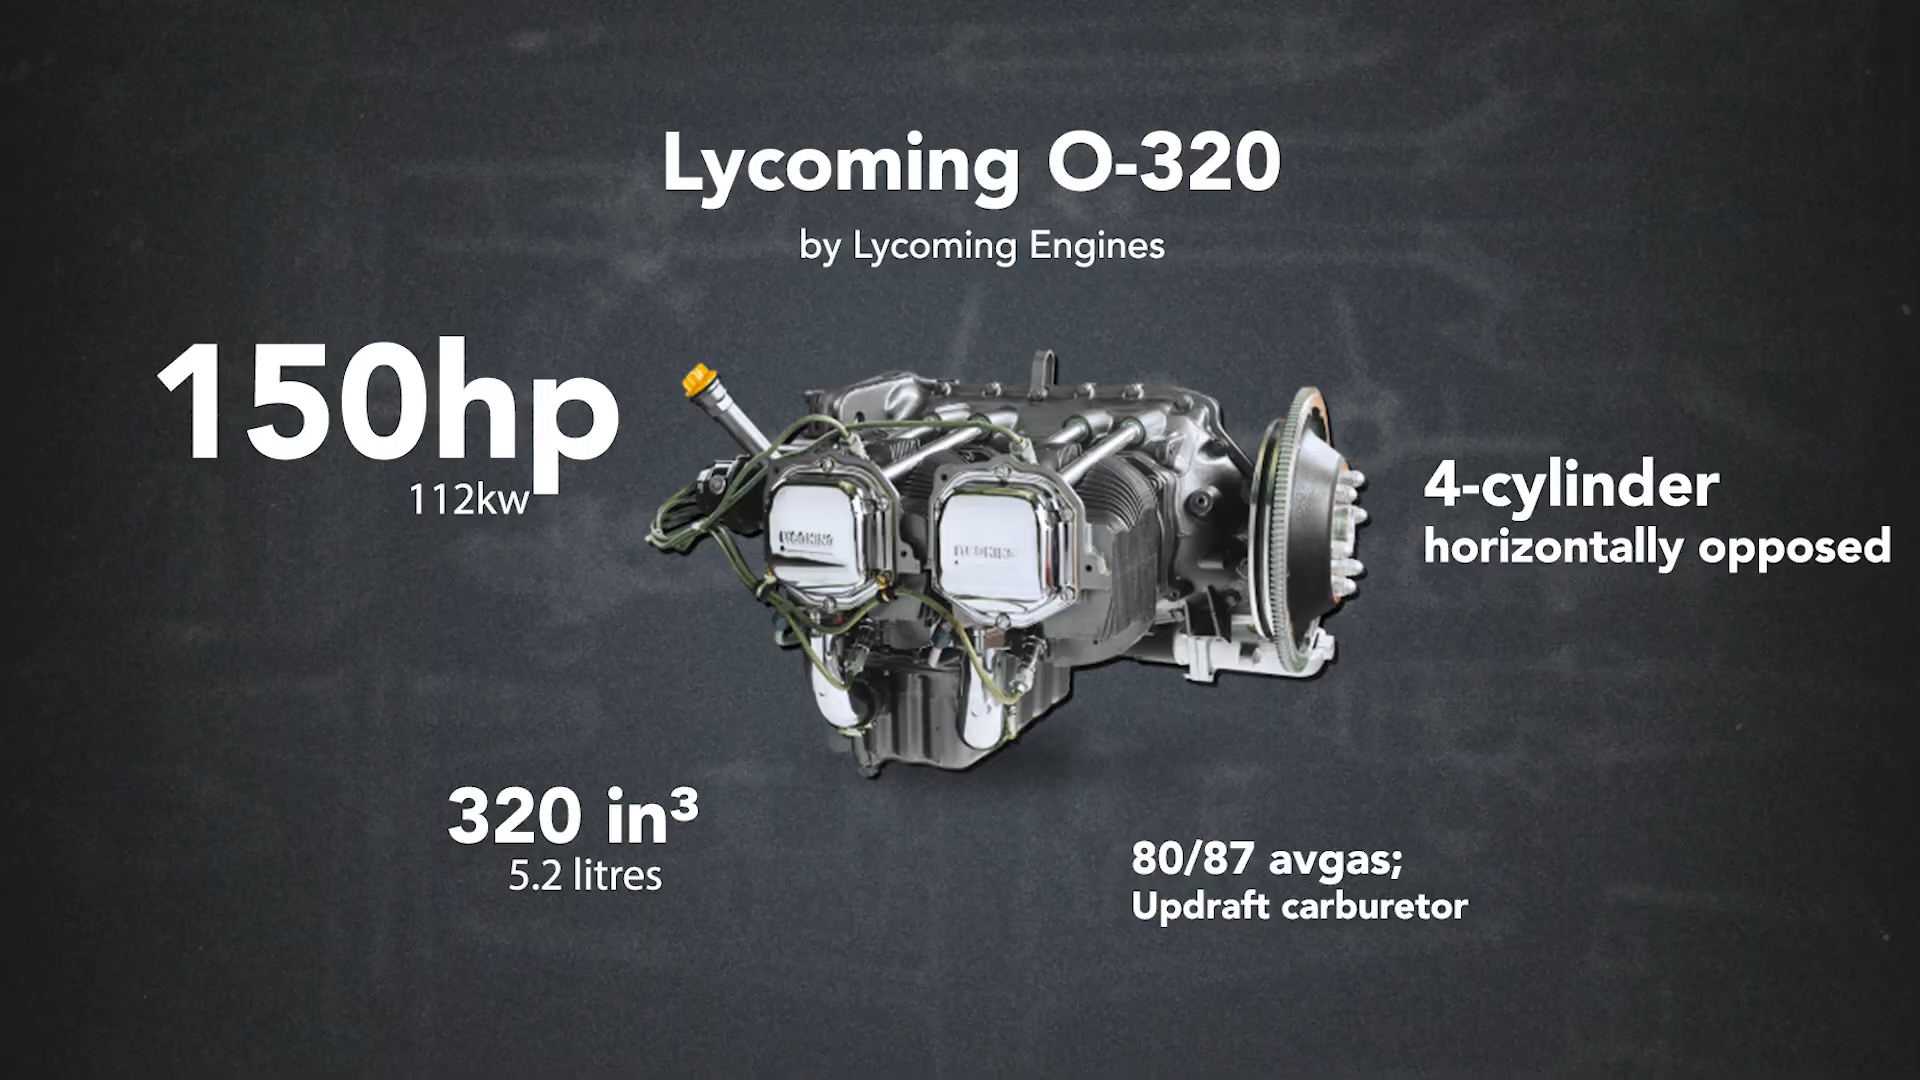 Lycoming O-320
by Lycoming Engines
150hp
112kw
4-cylinder
horizontally opposed
320 in³
5.2 litres
80/87 avgas;
Updraft carburetor